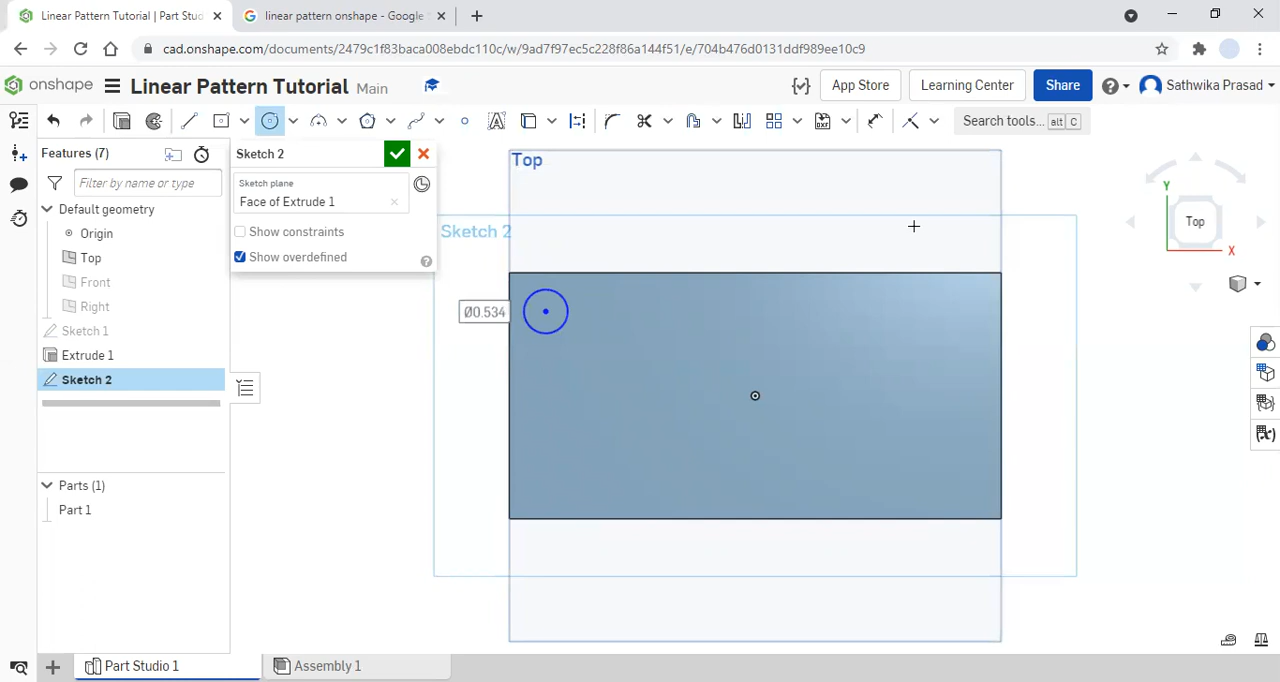 Linear Pattern Tutorial | Part Studi
linear pattern onshape - Google S
cad.onshape.com/documents/2479c1f83baca008ebdc110c/w/9ad7f97ec5c228f86a144f51/e/704b476d0131ddf989ee10c9
onshape
Linear Pattern Tutorial Main
App Store
Learning Center
Share
Sathwika Prasad
Search tools... alt C
Features (7)
Filter by name or type
Default geometry
Origin
Top
Front
Right
Sketch 1
Extrude 1
Sketch 2
Parts (1)
Part 1
Sketch 2
Sketch plane
Face of Extrude 1
Show constraints
Show overdefined
Top
Sketch 2
Ø0.534
Y
Top
X
Part Studio 1
Assembly 1